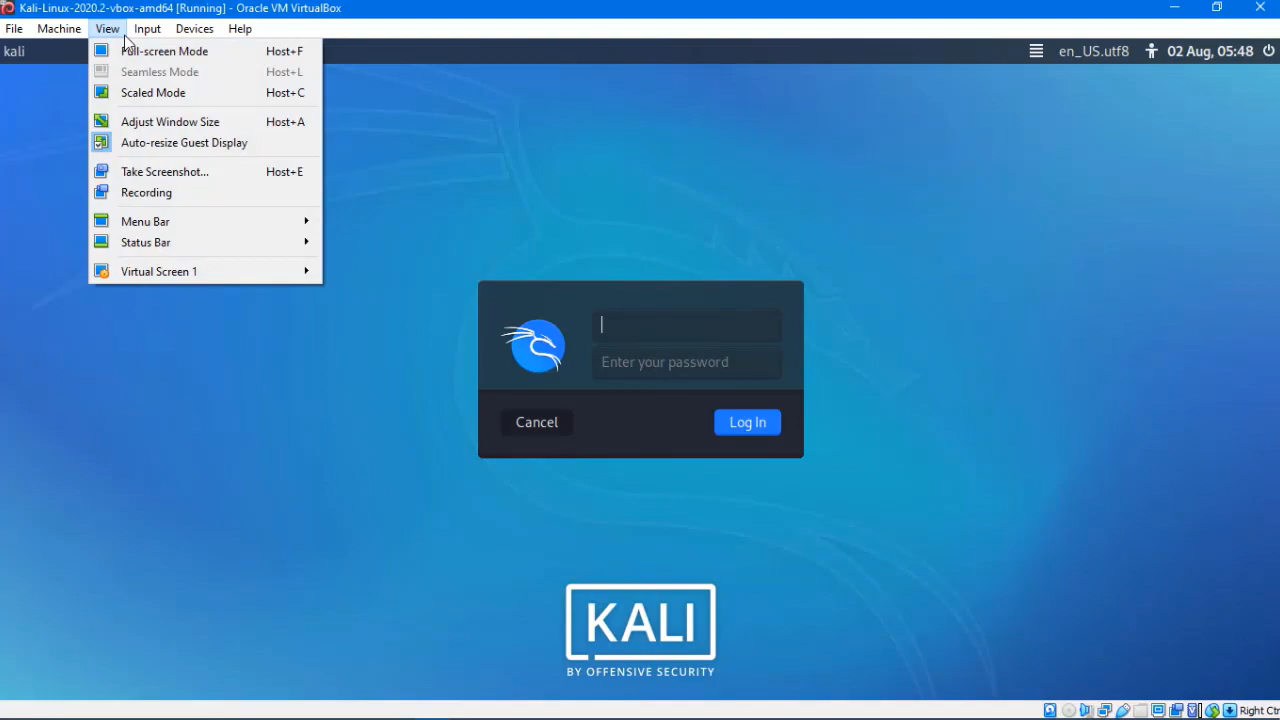 Kali-Linux-2020.2-vbox-amd64 [Running] - Oracle VM VirtualBox
File Machine View Input Devices Help
kali en_US.utf8 02 Aug, 05:48
Full-screen Mode Host+F
Seamless Mode Host+L
Scaled Mode Host+C
Adjust Window Size Host+A
Auto-resize Guest Display
Take Screenshot... Host+E
Recording
Menu Bar
Status Bar
Virtual Screen 1
Enter your password
Cancel Log In
KALI
BY OFFENSIVE SECURITY
Right Ctr